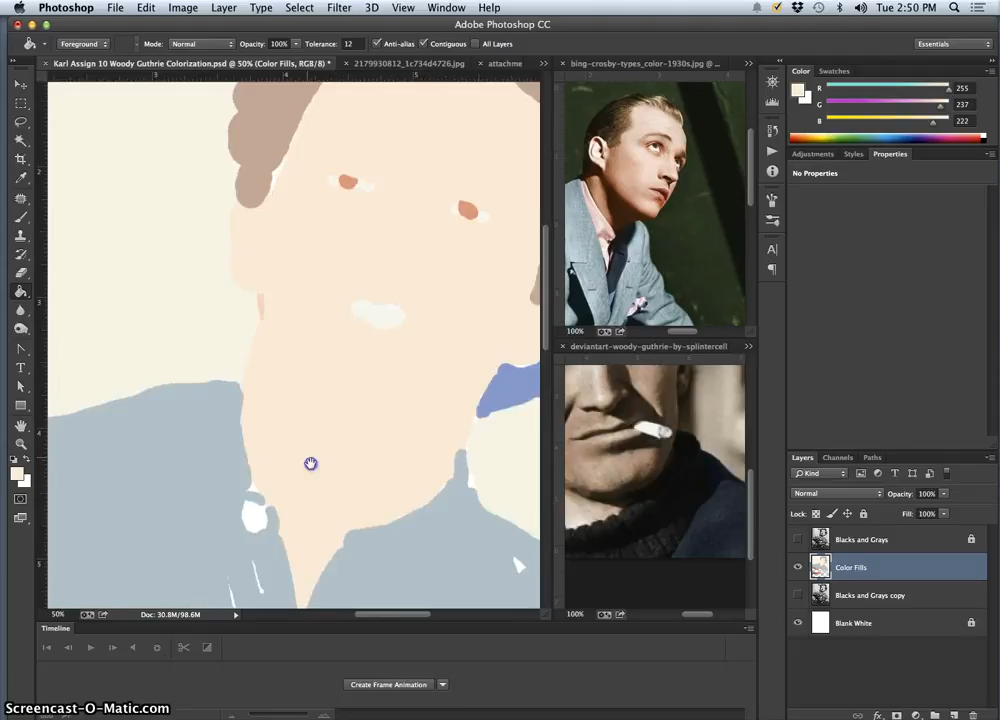 Photoshop File Edit Image Layer Type Select Filter 3D View Window Help Tue 2:50 PM
Adobe Photoshop CC
Foreground Mode: Normal Opacity: 100% Tolerance: 12 Anti-alias Contiguous All Layers Essentials
Karl Assign 10 Woody Guthrie Colorization.psd @ 50% (Color Fills, RGB/8) * 2179930812_1c734d4726.jpg attachme bing-crosby-types_color-1930s.jpg @ ...
Color Swatches
R 255
G 237
B 222
Adjustments Styles Properties
No Properties
100%
deviantart-woody-guthrie-by-splintercell
Layers Channels Paths
Kind
Normal Opacity: 100%
Lock: Fill: 100%
Blacks and Grays
Color Fills
Blacks and Grays copy
Blank White
50% Doc: 30.8M/98.6M 100%
Timeline
Create Frame Animation
Screencast-O-Matic.com